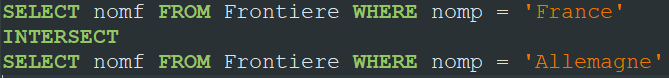 SELECT nomf FROM Frontiere WHERE nomp = 'France'
INTERSECT
SELECT nomf FROM Frontiere WHERE nomp = 'Allemagne'